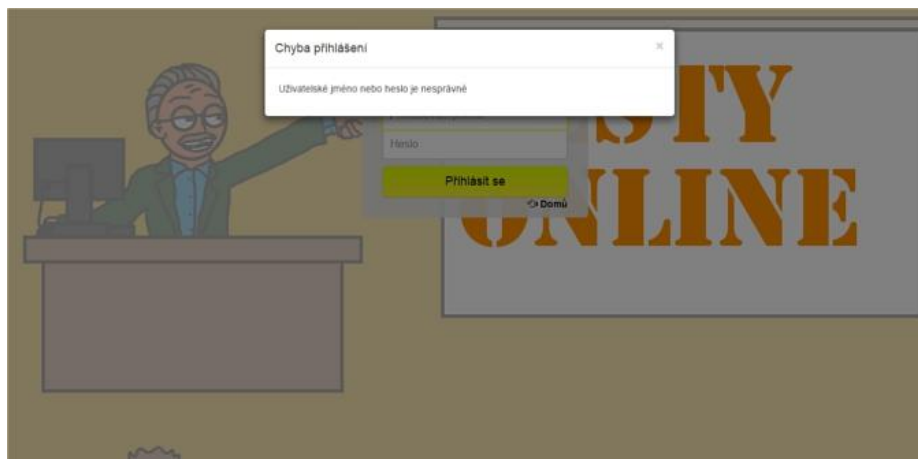 Chyba přihlášení
×
Uživatelské jméno nebo heslo je nesprávné
Heslo
Přihlásit se
Domů
STY
ONLINE